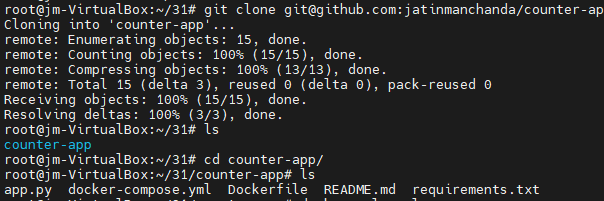 root@jm-VirtualBox:~/31# git clone git@github.com:jatinmanchanda/counter-ap
Cloning into 'counter-app'...
remote: Enumerating objects: 15, done.
remote: Counting objects: 100% (15/15), done.
remote: Compressing objects: 100% (13/13), done.
remote: Total 15 (delta 3), reused 0 (delta 0), pack-reused 0
Receiving objects: 100% (15/15), done.
Resolving deltas: 100% (3/3), done.
root@jm-VirtualBox:~/31# ls
counter-app
root@jm-VirtualBox:~/31# cd counter-app/
root@jm-VirtualBox:~/31/counter-app# ls
app.py docker-compose.yml Dockerfile README.md requirements.txt